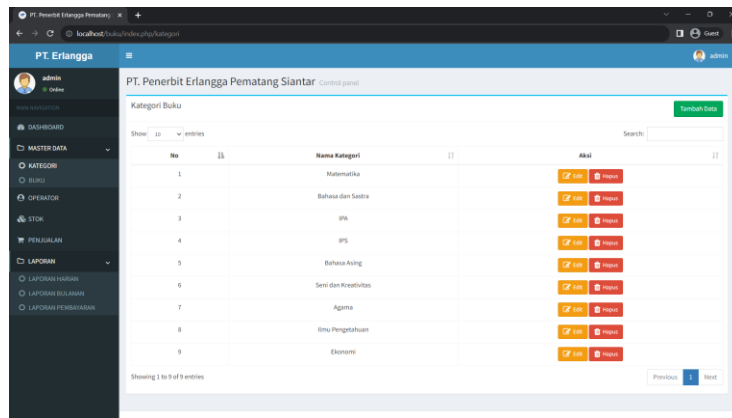 PT. Penerbit Erlangga Pematang
localhost/buku/index.php/kategori
Guest
PT. Erlangga
admin
admin
Online
MAIN NAVIGATION
DASHBOARD
MASTER DATA
KATEGORI
BUKU
OPERATOR
STOK
PENJUALAN
LAPORAN
LAPORAN HARIAN
LAPORAN BULANAN
LAPORAN PEMBAYARAN
PT. Penerbit Erlangga Pematang Siantar Control panel
Kategori Buku
Tambah Data
Show 10 entries
Search:
No Nama Kategori Aksi
1 Matematika Edit Hapus
2 Bahasa dan Sastra Edit Hapus
3 IPA Edit Hapus
4 IPS Edit Hapus
5 Bahasa Asing Edit Hapus
6 Seni dan Kreativitas Edit Hapus
7 Agama Edit Hapus
8 Ilmu Pengetahuan Edit Hapus
9 Ekonomi Edit Hapus
Showing 1 to 9 of 9 entries
Previous 1 Next